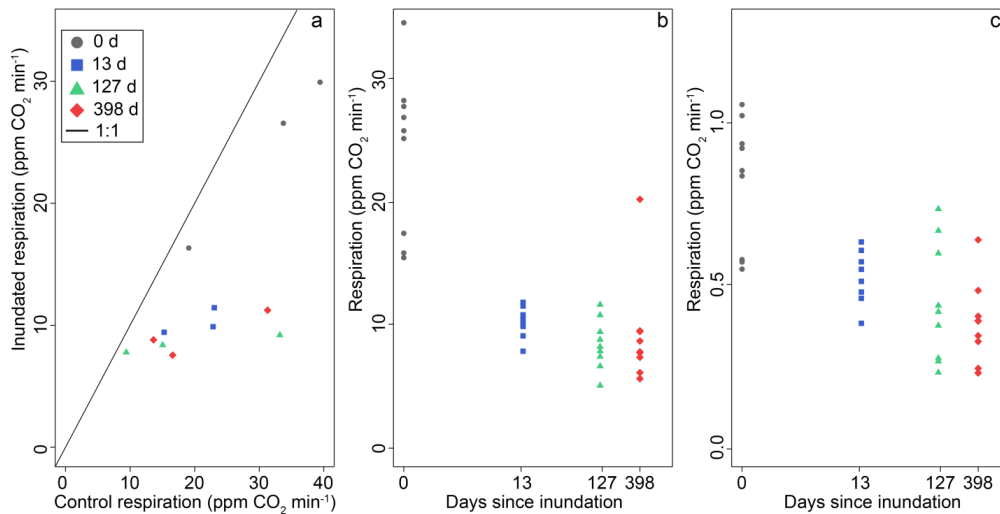 a
0 d
13 d
127 d
398 d
1:1
Inundated respiration (ppm CO₂ min⁻¹)
30
20
10
0
0 10 20 30 40
Control respiration (ppm CO₂ min⁻¹)
b
Respiration (ppm CO₂ min⁻¹)
30
20
10
0
0 13 127 398
Days since inundation
c
Respiration (ppm CO₂ min⁻¹)
1.0
0.5
0.0
0 13 127 398
Days since inundation